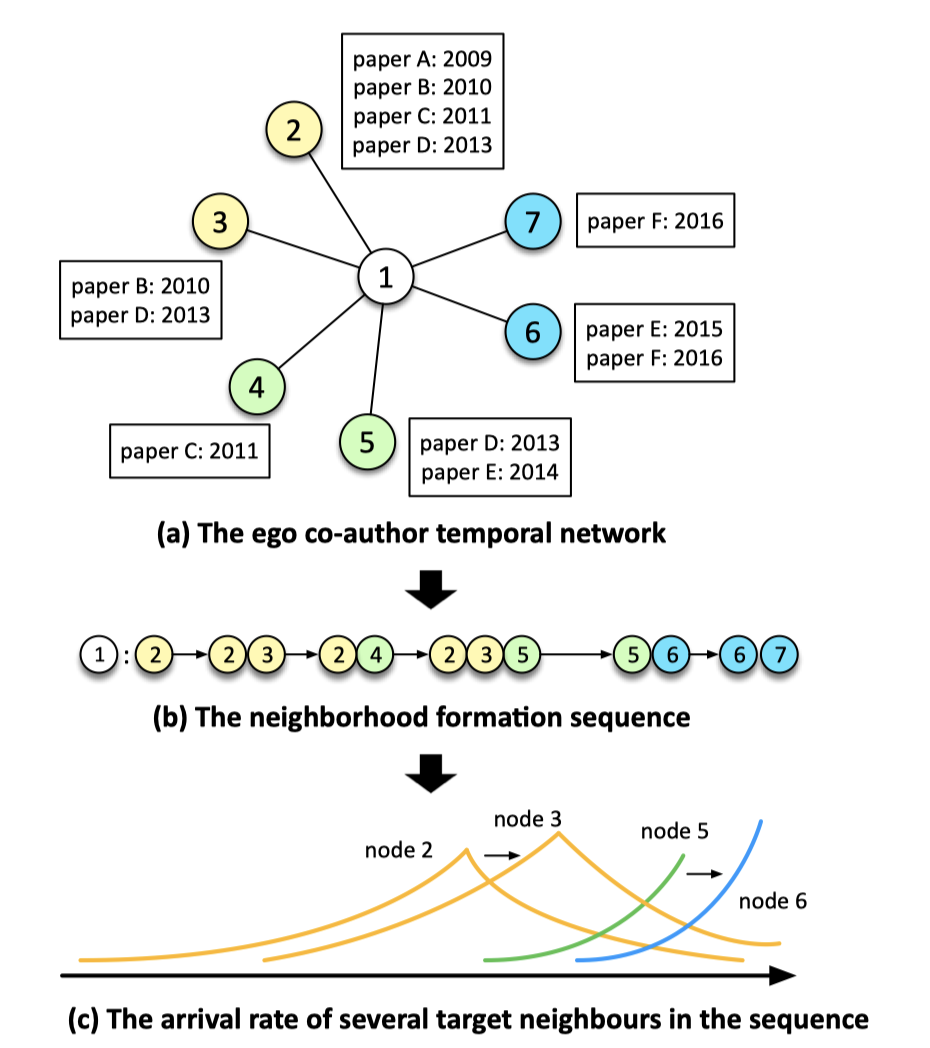 paper A: 2009
paper B: 2010
paper C: 2011
paper D: 2013
2
3
7
paper F: 2016
1
paper B: 2010
paper D: 2013
6
paper E: 2015
paper F: 2016
4
paper C: 2011
5
paper D: 2013
paper E: 2014
(a) The ego co-author temporal network
1 : 2 2 3 2 4 2 3 5 5 6 6 7
(b) The neighborhood formation sequence
node 3
node 2
node 5
node 6
(c) The arrival rate of several target neighbours in the sequence